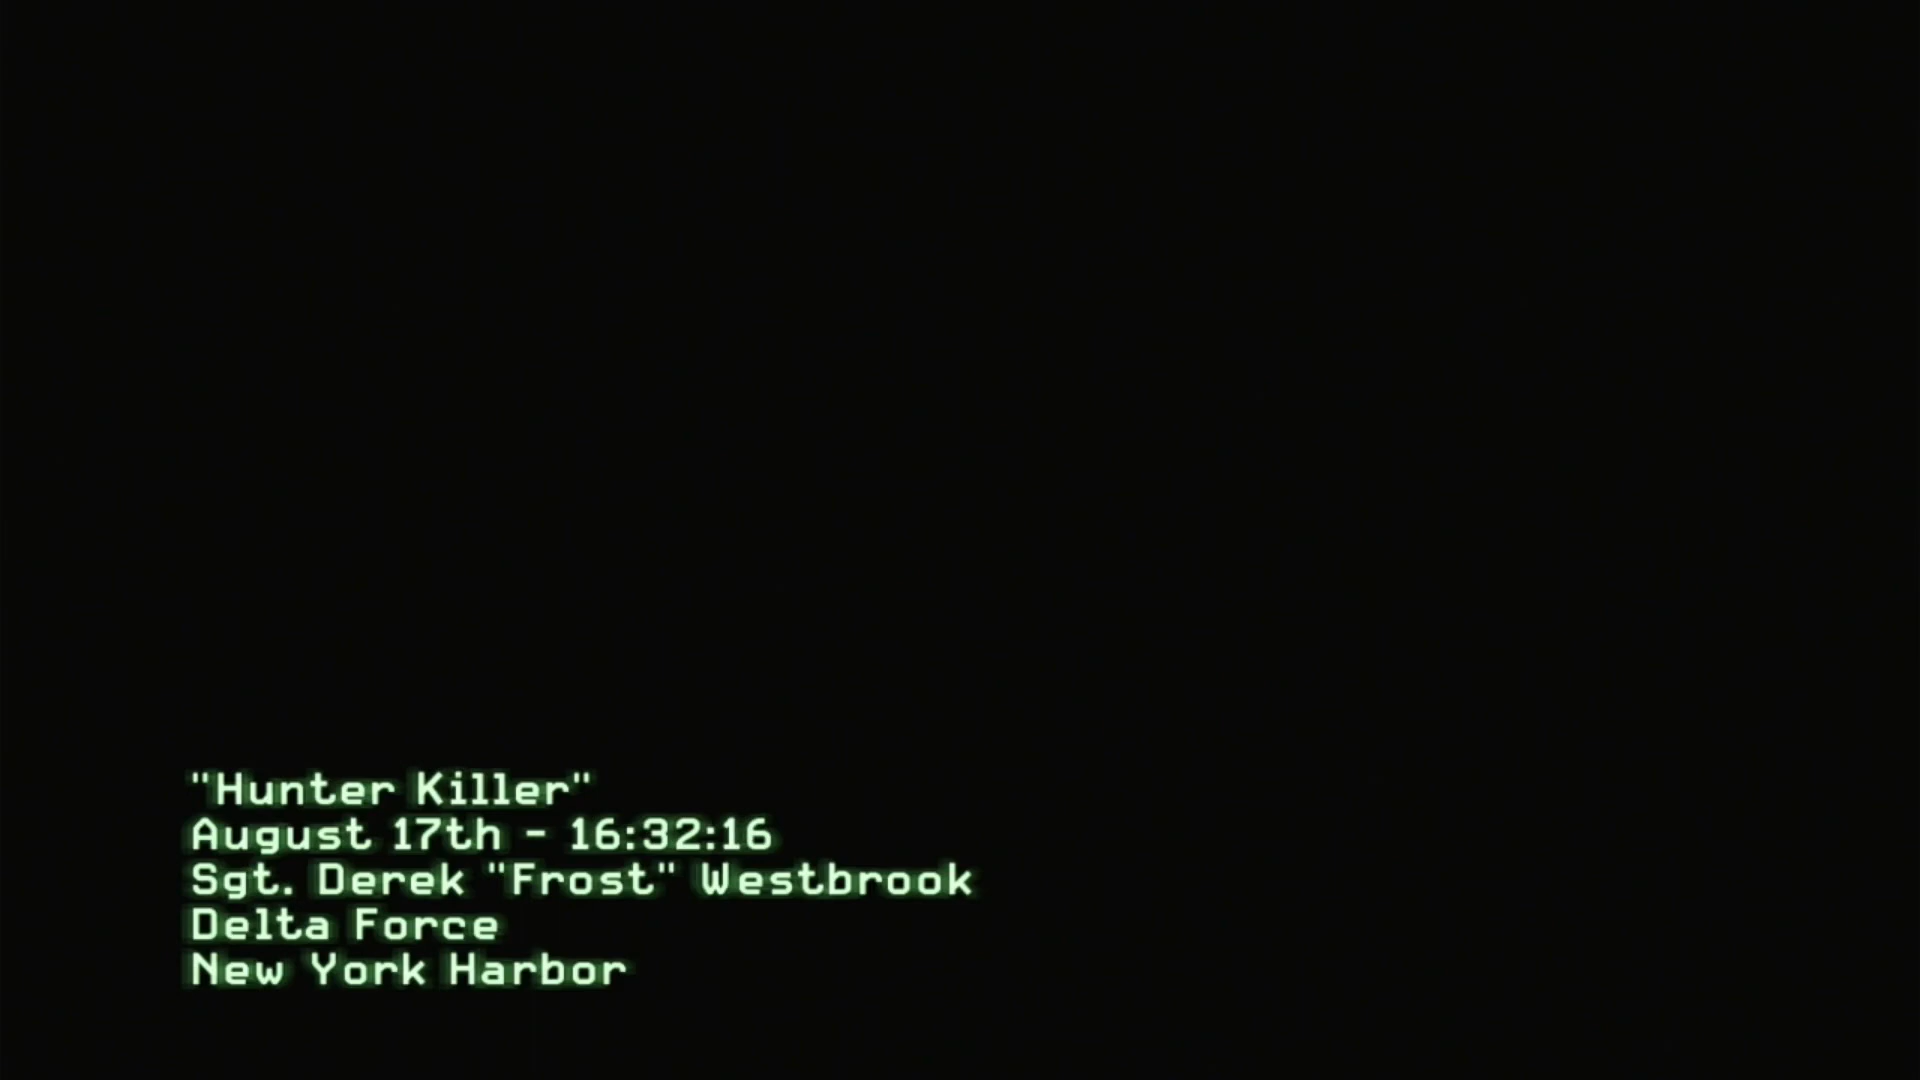 "Hunter Killer"
August 17th - 16:32:16
Sgt. Derek "Frost" Westbrook
Delta Force
New York Harbor